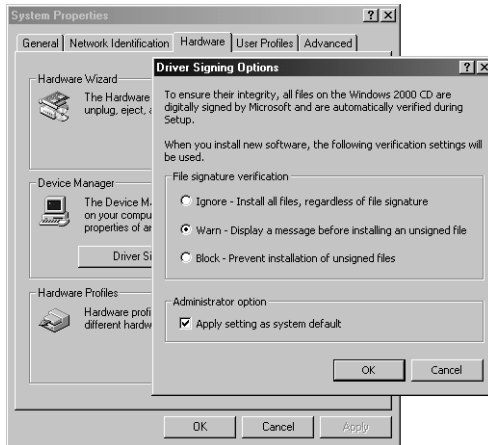 System Properties
General Network Identification Hardware User Profiles Advanced
Hardware Wizard
The Hardware
unplug, eject,
Device Manager
The Device M
on your compu
properties of
Driver Si
Hardware Profiles
Hardware profi
different hardw
OK Cancel Apply
Driver Signing Options
To ensure their integrity, all files on the Windows 2000 CD are
digitally signed by Microsoft and are automatically verified during
Setup.
When you install new software, the following verification settings will
be used.
File signature verification
Ignore - Install all files, regardless of file signature
Warn - Display a message before installing an unsigned file
Block - Prevent installation of unsigned files
Administrator option
Apply setting as system default
OK Cancel